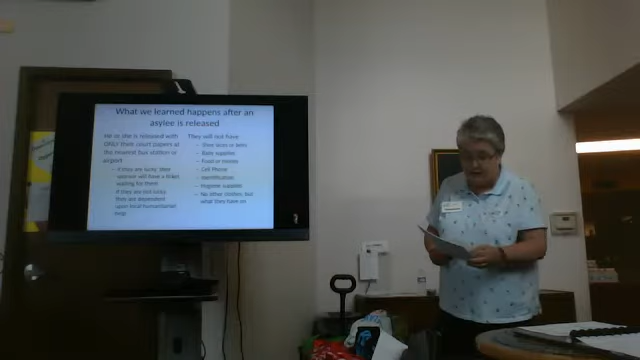 What we learned happens after an
asylee is released
He or she is released with
ONLY their court papers at
the nearest bus station or
airport
– If they are lucky, their
sponsor will have a ticket
waiting for them
– If they are not lucky,
they are dependent
upon local humanitarian
They will not have
– Shoe laces or belts
– Basic supplies
– Food or money
– Cell Phone
– Identification
– Hygiene supplies
– No other clothes, but
what they have on